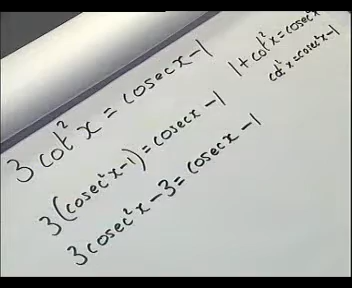 3 cot²x = cosec x - 1
1 + cot²x = cosec²x
cot²x = cosec²x - 1
3(cosec²x - 1) = cosec x - 1
3 cosec²x - 3 = cosec x - 1